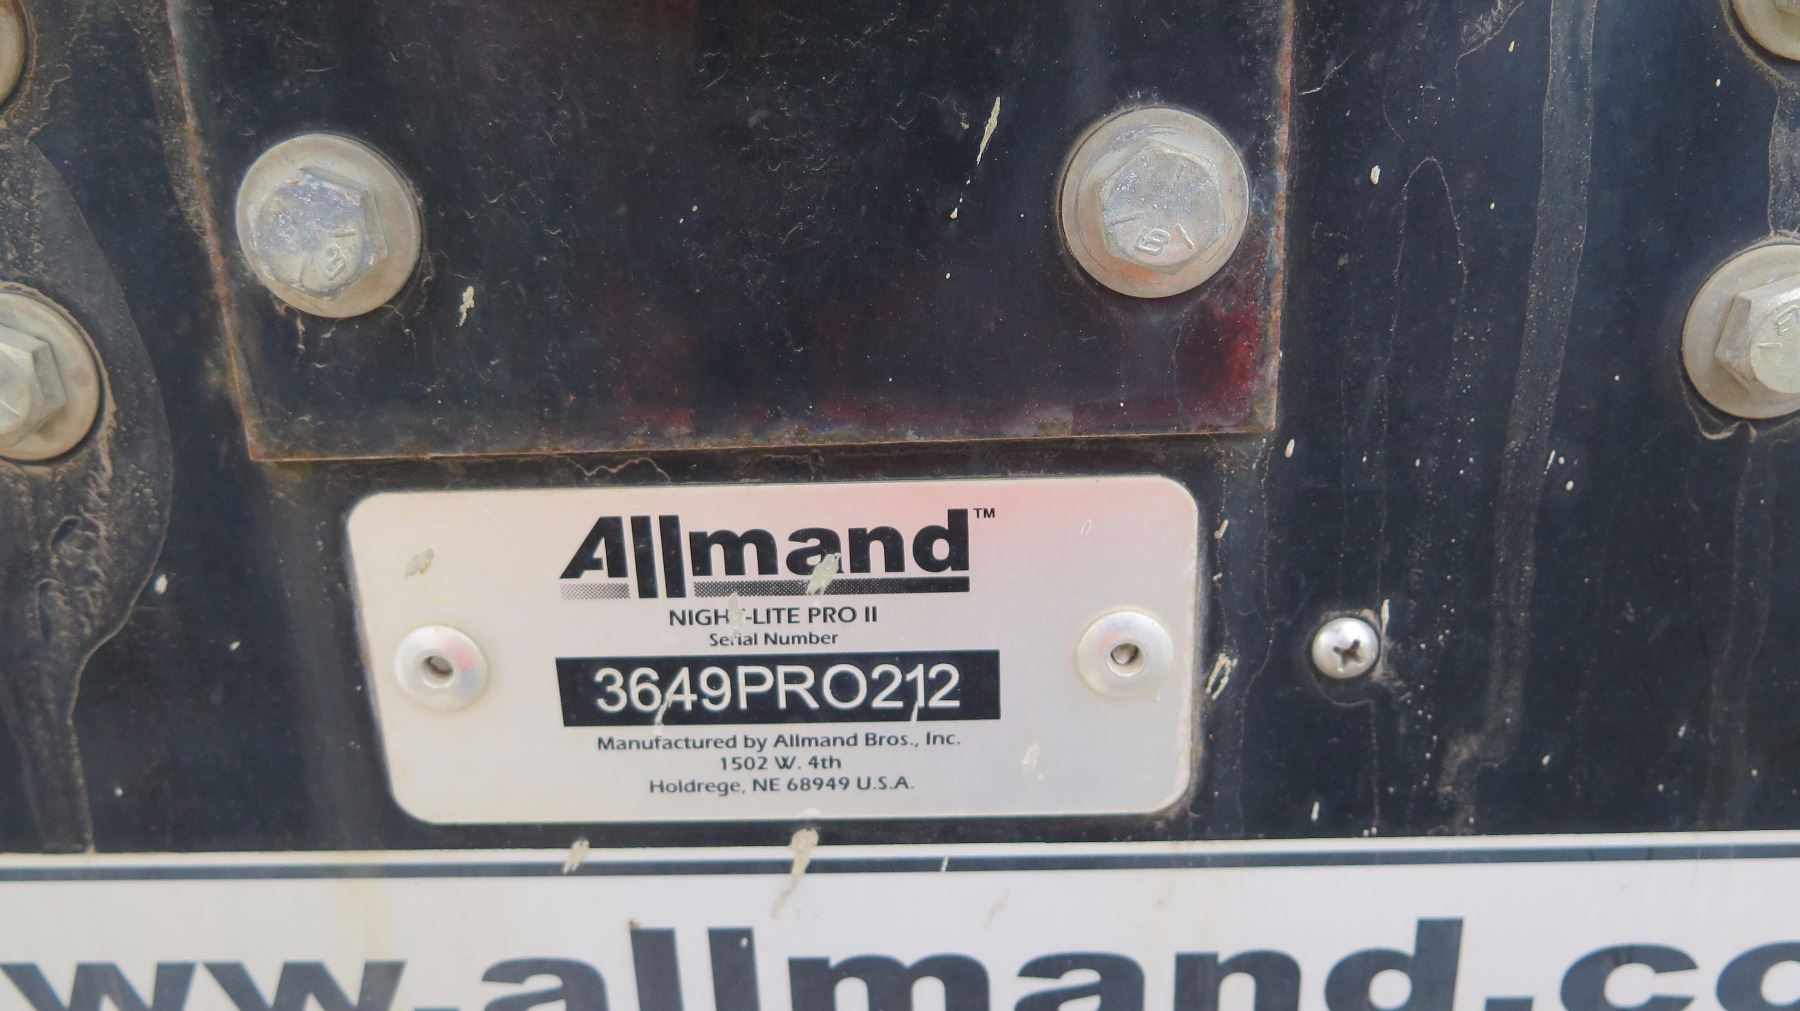 Allmand™
NIGHT-LITE PRO II
Serial Number
3649PRO212
Manufactured by Allmand Bros., Inc.
1502 W. 4th
Holdrege, NE 68949 U.S.A.
ww.allmand.co